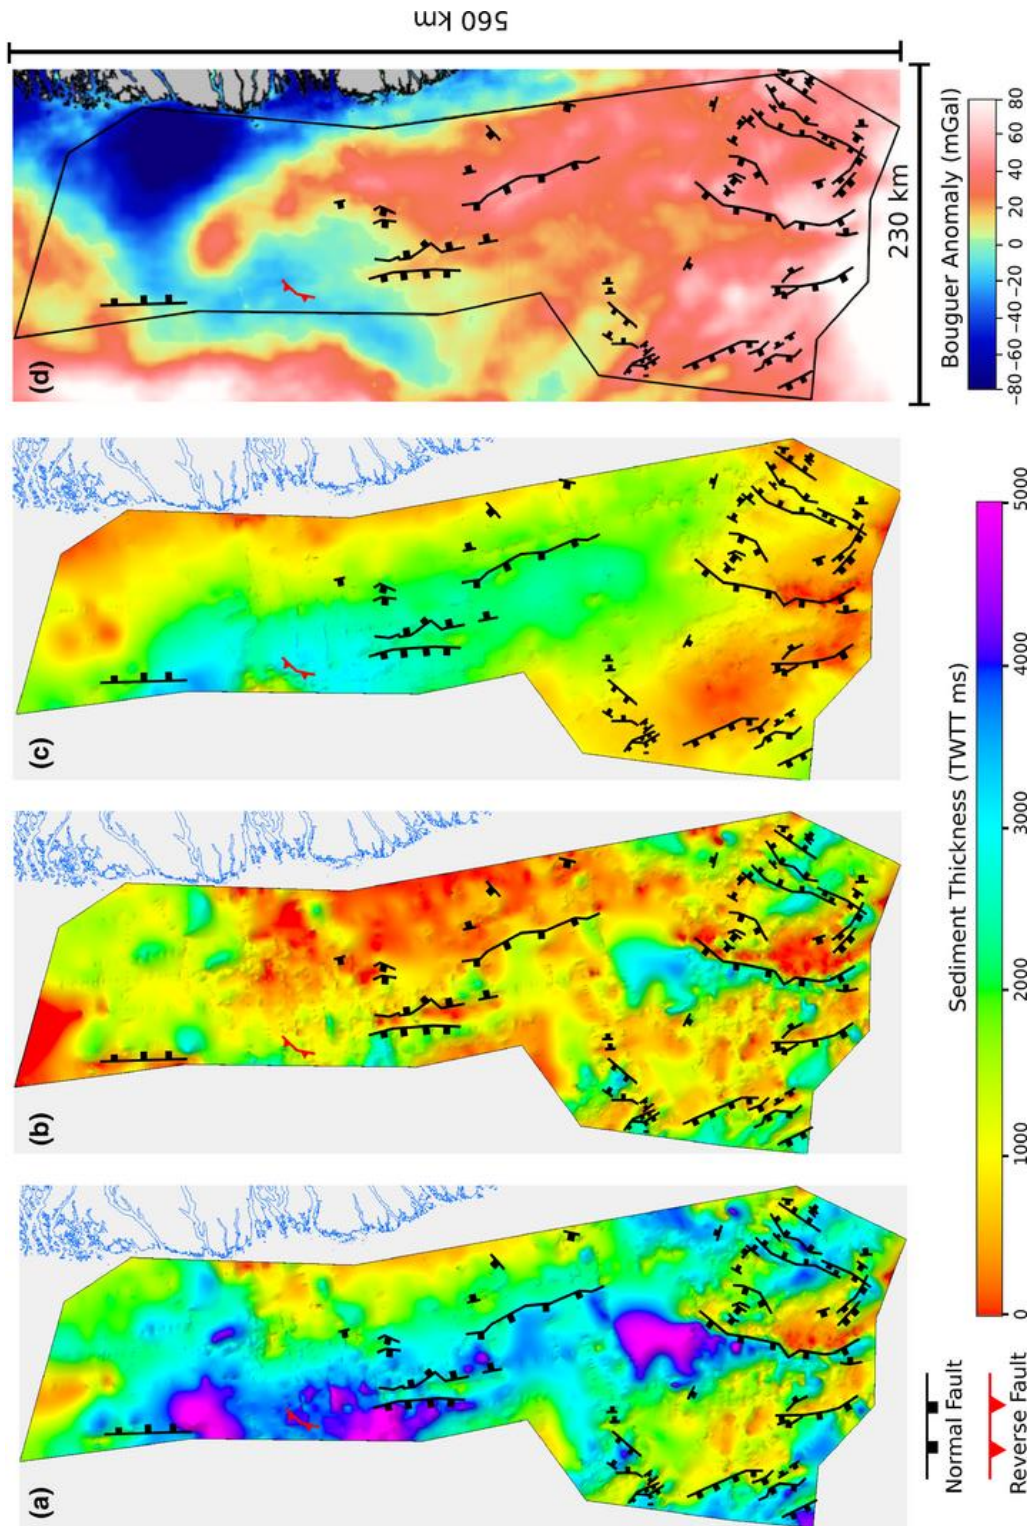 (a)
(b)
(c)
(d)
560 km
230 km
Normal Fault
Reverse Fault
Sediment Thickness (TWTT ms)
0
1000
2000
3000
4000
5000
Bouguer Anomaly (mGal)
−80
−60
−40
−20
0
20
40
60
80